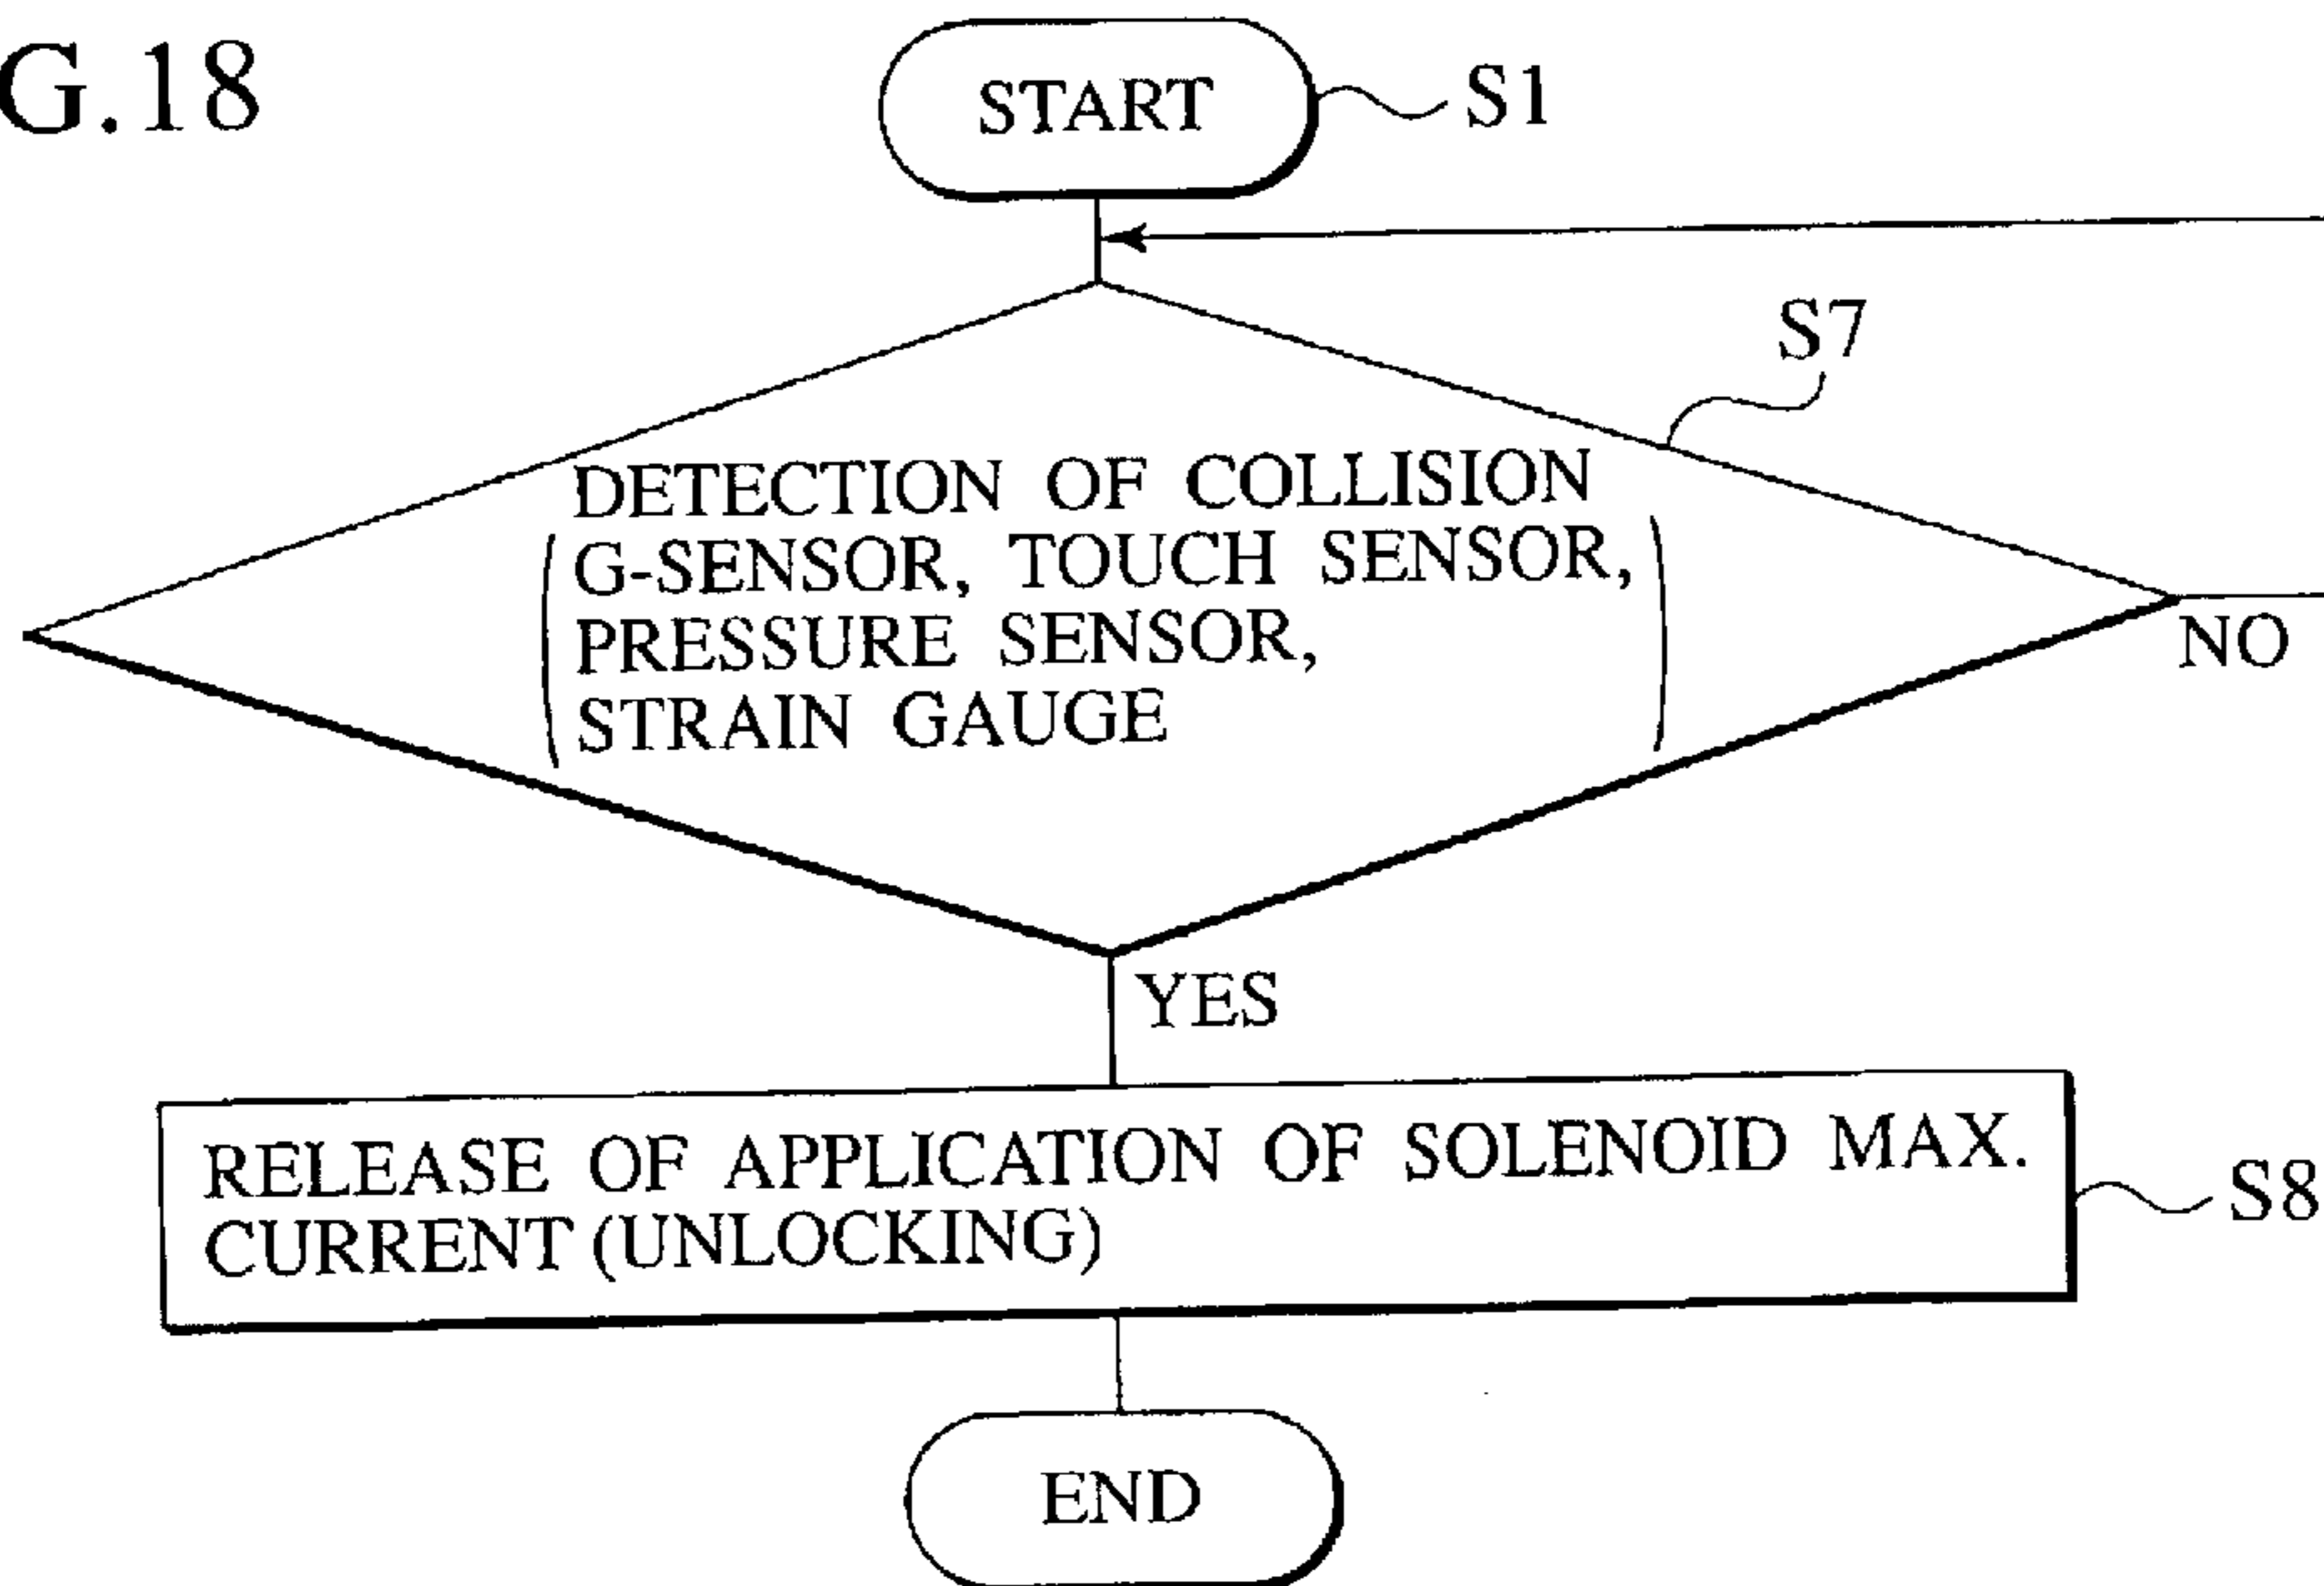 G.18
START
S1
S7
DETECTION OF COLLISION
G-SENSOR, TOUCH SENSOR,
PRESSURE SENSOR,
STRAIN GAUGE
NO
YES
RELEASE OF APPLICATION OF SOLENOID MAX.
CURRENT (UNLOCKING)
S8
END